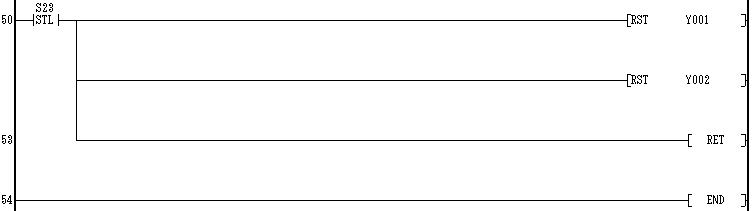 S23
50 STL [RST Y001 ]
[RST Y002 ]
53 [ RET ]
54 [ END ]